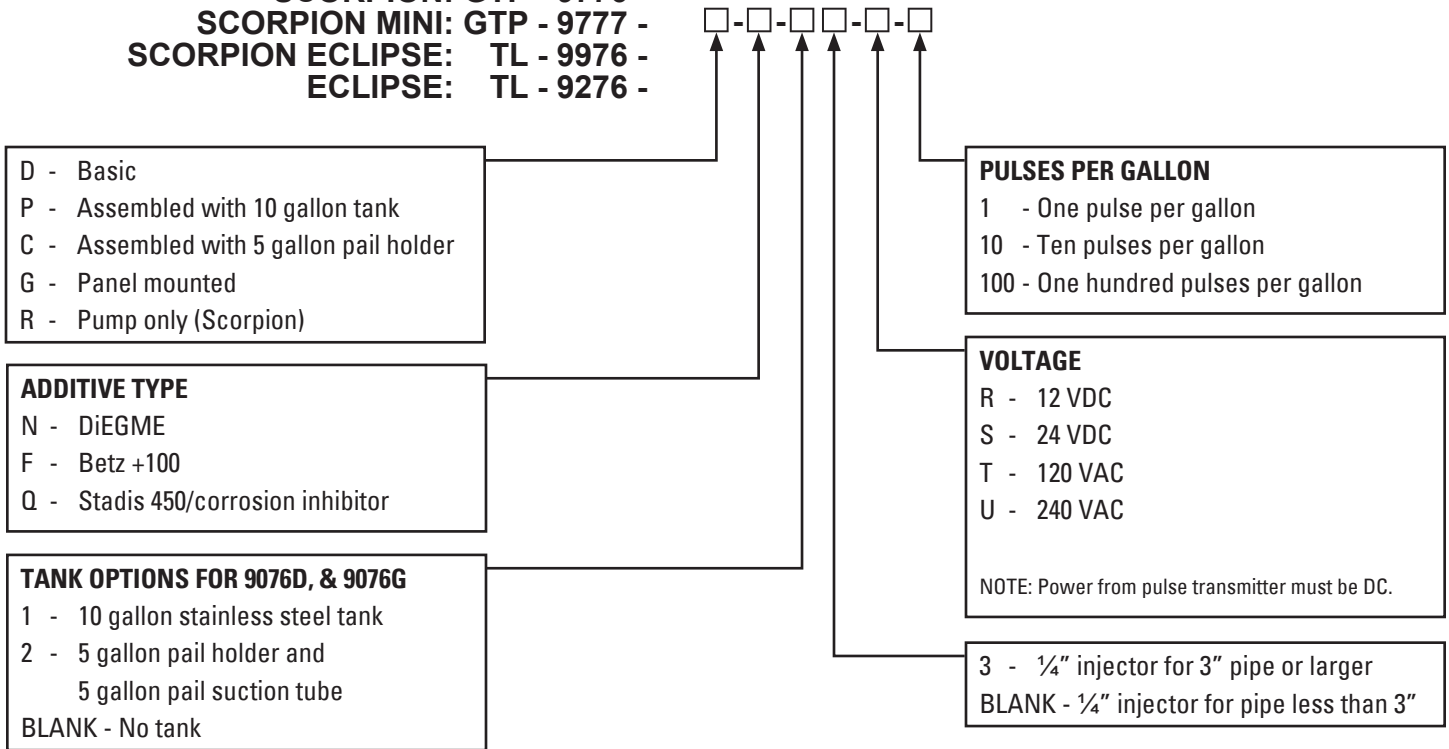 SCORPION MINI: GTP - 9777 -
SCORPION ECLIPSE: TL - 9976 -
ECLIPSE: TL - 9276 -
D - Basic
P - Assembled with 10 gallon tank
C - Assembled with 5 gallon pail holder
G - Panel mounted
R - Pump only (Scorpion)
ADDITIVE TYPE
N - DiEGME
F - Betz +100
Q - Stadis 450/corrosion inhibitor
TANK OPTIONS FOR 9076D, & 9076G
1 - 10 gallon stainless steel tank
2 - 5 gallon pail holder and
5 gallon pail suction tube
BLANK - No tank
PULSES PER GALLON
1 - One pulse per gallon
10 - Ten pulses per gallon
100 - One hundred pulses per gallon
VOLTAGE
R - 12 VDC
S - 24 VDC
T - 120 VAC
U - 240 VAC
NOTE: Power from pulse transmitter must be DC.
3 - ¼” injector for 3” pipe or larger
BLANK - ¼” injector for pipe less than 3”